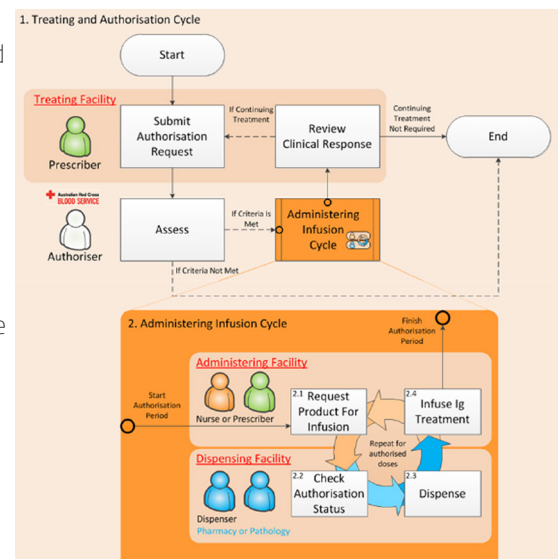 1. Treating and Authorisation Cycle
d
Start
Treating Facility
Prescriber
Submit
Authorisation
Request
If Continuing
Treatment
Review
Clinical Response
Continuing
Treatment
Not Required
End
Australian Red Cross
BLOOD SERVICE
Authoriser
Assess
If Criteria Is
Met
Administering
Infusion
Cycle
If Criteria Not Met
e
2. Administering Infusion Cycle
Finish
Authorisation
Period
Administering Facility
Start
Authorisation
Period
Nurse or Prescriber
2.1 Request
Product For
Infusion
2.4
Infuse Ig
Treatment
Repeat for
authorised
doses
Dispensing Facility
Dispenser
Pharmacy or Pathology
2.2
Check
Authorisation
Status
2.3
Dispense